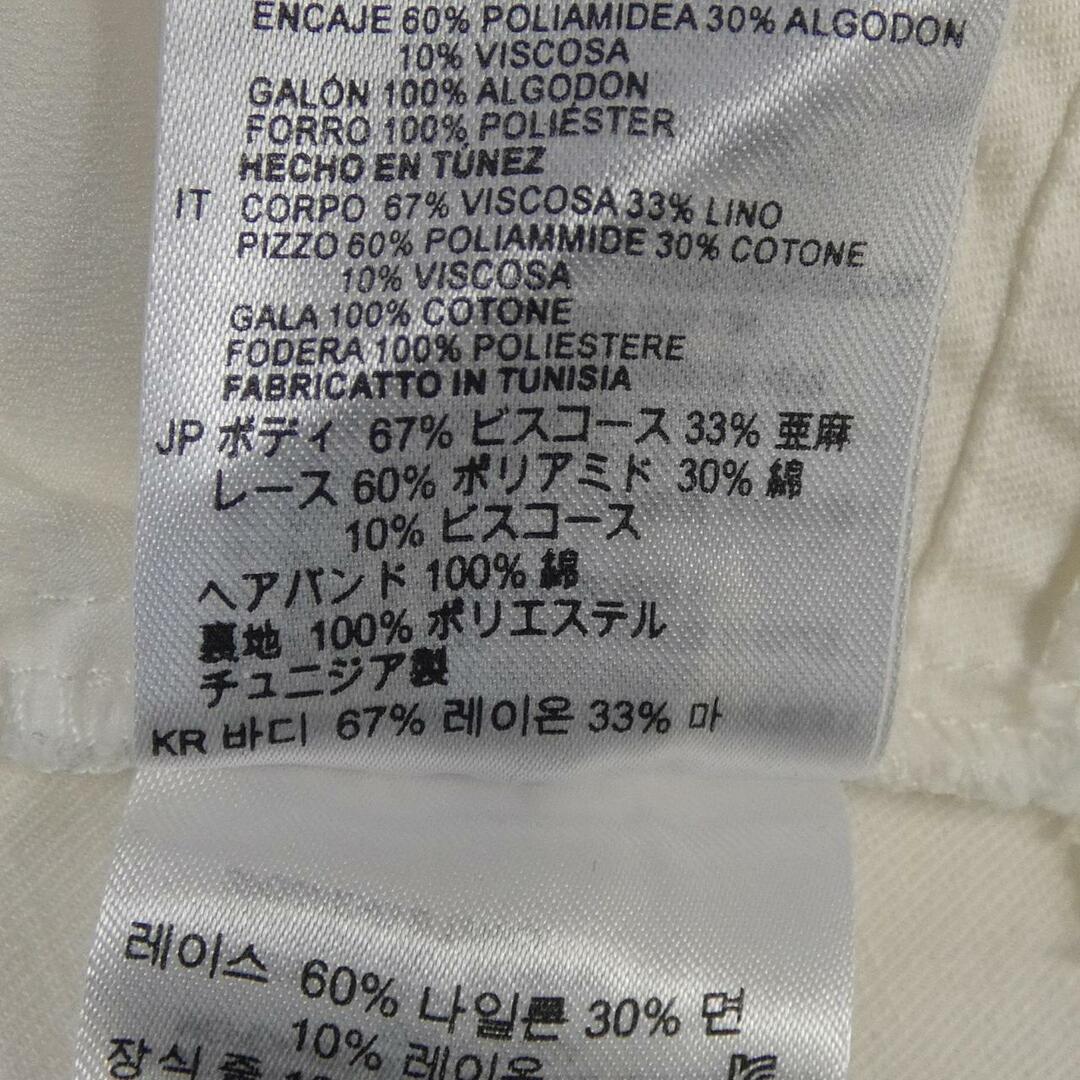 ENCAJE 60% POLIAMIDEA 30% ALGODON
10% VISCOSA
GALÓN 100% ALGODON
FORRO 100% POLIÉSTER
HECHO EN TÚNEZ
IT CORPO 67% VISCOSA 33% LINO
PIZZO 60% POLIAMMIDE 30% COTONE
10% VISCOSA
GALA 100% COTONE
FODERA 100% POLIESTERE
FABRICATTO IN TUNISIA
JP ボディ 67% ビスコース 33% 亜麻
レース 60% ポリアミド 30% 綿
10% ビスコース
ヘアバンド 100% 綿
裏地 100% ポリエステル
チュニジア製
KR 바디 67% 레이온 33% 마
레이스 60% 나일론 30% 면
10% 레이온
장식 줄